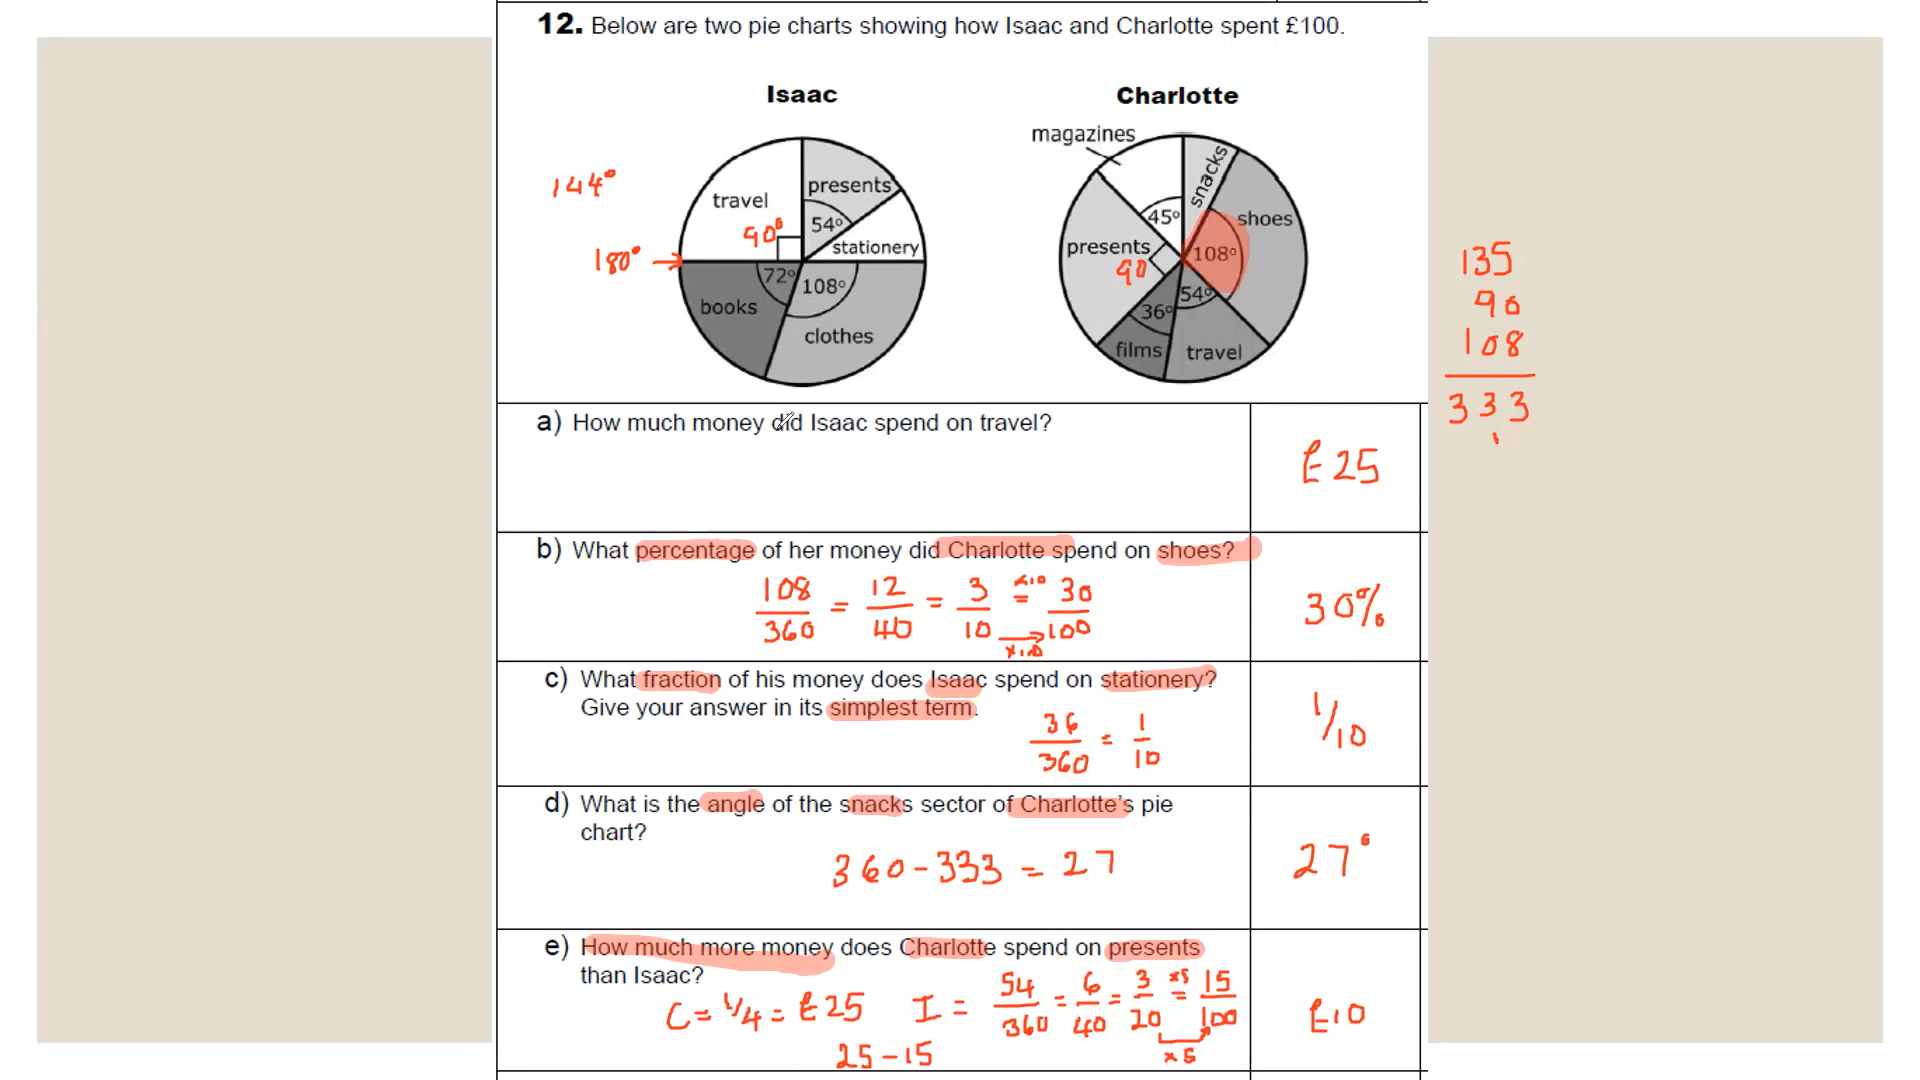 12. Below are two pie charts showing how Isaac and Charlotte spent £100.
Isaac
Charlotte
magazines
144°
travel
presents
90°
54°
stationery
180°
72°
108°
books
clothes
snacks
45°
shoes
presents
90
108°
54°
36°
films
travel
135
90
108
333
1
a) How much money did Isaac spend on travel?
£25
b) What percentage of her money did Charlotte spend on shoes?
108/360 = 12/40 = 3/10 = 30/100
×10
×10
30%
c) What fraction of his money does Isaac spend on stationery?
Give your answer in its simplest term.
36/360 = 1/10
1/10
d) What is the angle of the snacks sector of Charlotte's pie
chart?
360 - 333 = 27
27°
e) How much more money does Charlotte spend on presents
than Isaac?
C = 1/4 = £25 I = 54/360 = 6/40 = 3/20 = 15/100
×5
×5
25 - 15
£10